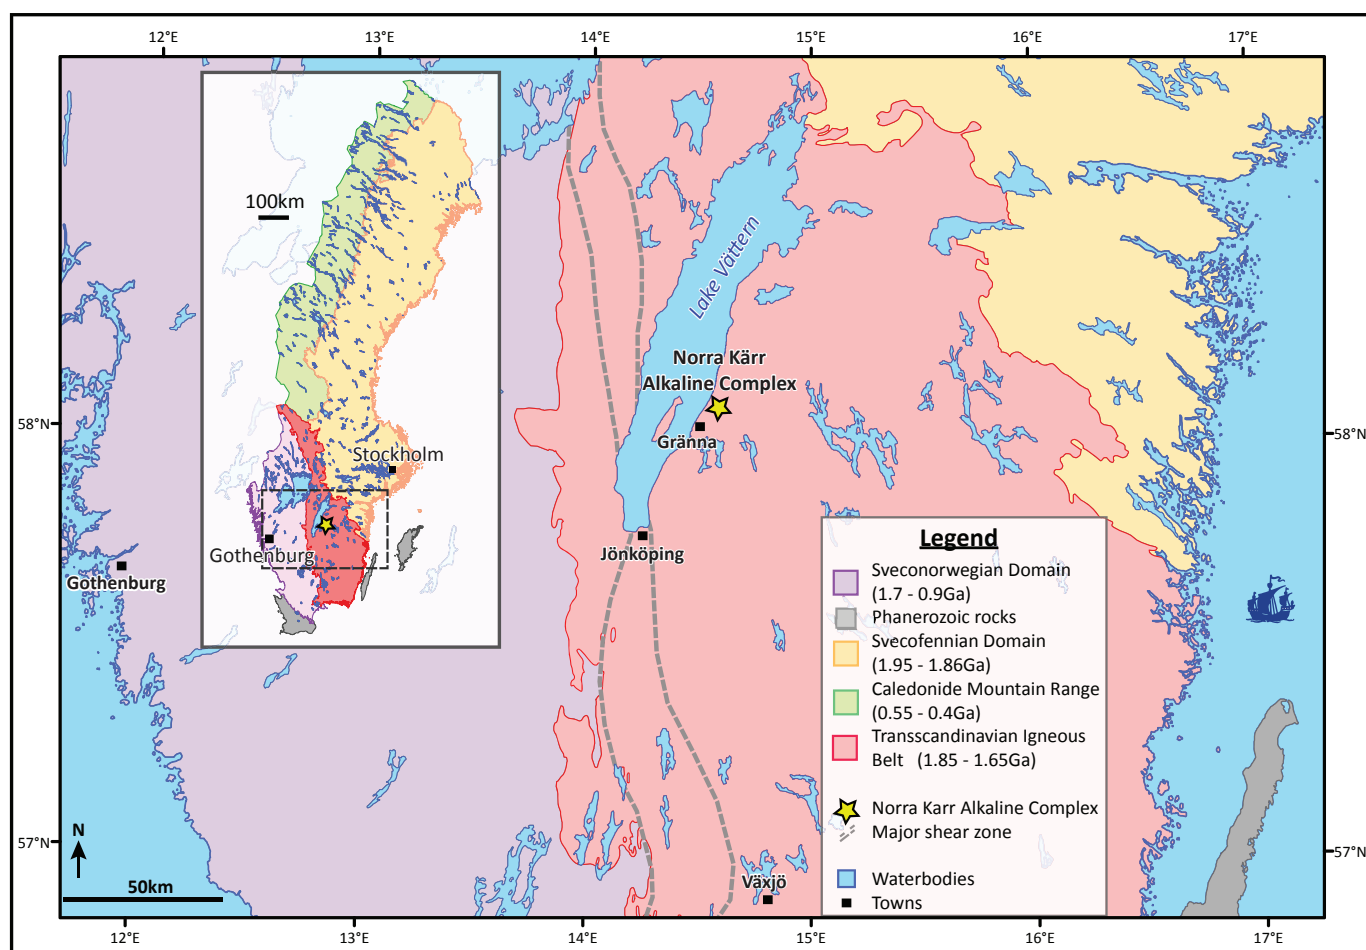 12°E
13°E
14°E
15°E
16°E
17°E
100km
Stockholm
Gothenburg
Lake Vättern
Norra Kärr
Alkaline Complex
Gränna
58°N
58°N
Jönköping
Gothenburg
Legend
Sveconorwegian Domain
(1.7 - 0.9Ga)
Phanerozoic rocks
Svecofennian Domain
(1.95 - 1.86Ga)
Caledonide Mountain Range
(0.55 - 0.4Ga)
Transscandinavian Igneous
Belt (1.85 - 1.65Ga)
Norra Karr Alkaline Complex
Major shear zone
Waterbodies
Towns
N
57°N
57°N
50km
Växjö
12°E
13°E
14°E
15°E
16°E
17°E